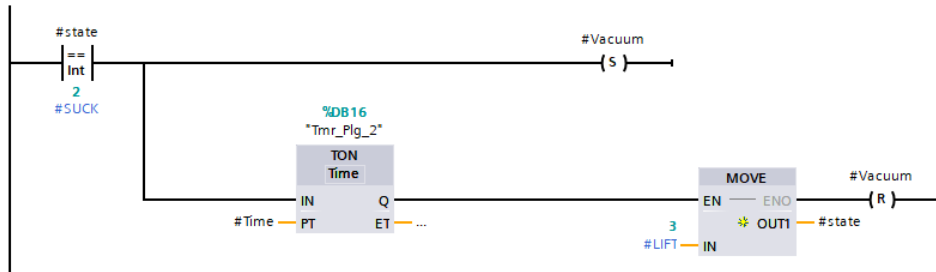 #state
==
Int
2
#SUCK
#Vacuum
S
%DB16
"Tmr_Plg_2"
TON
Time
IN Q
#Time PT ET ...
MOVE
EN ENO
OUT1 #state
3
#LIFT IN
#Vacuum
R